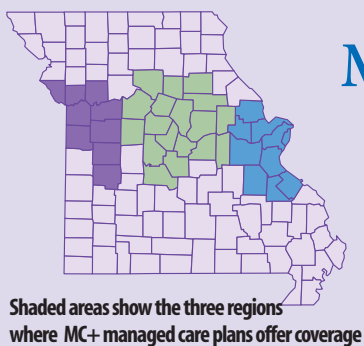 M
Shaded areas show the three regions
where MC+ managed care plans offer coverage